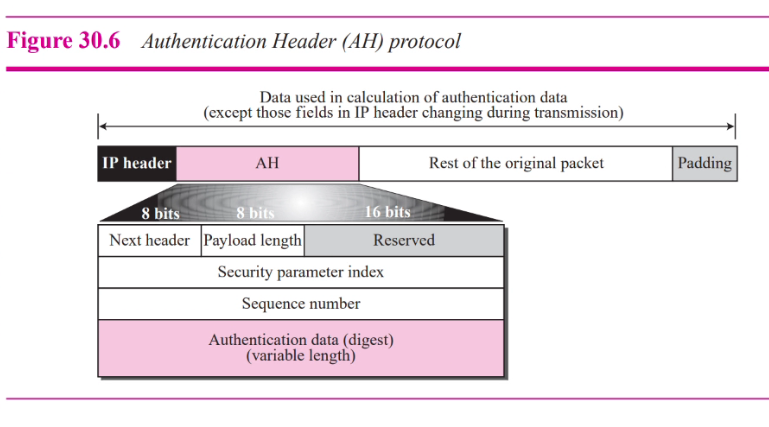 Figure 30.6 Authentication Header (AH) protocol
Data used in calculation of authentication data
(except those fields in IP header changing during transmission)
IP header AH Rest of the original packet Padding
8 bits 8 bits 16 bits
Next header Payload length Reserved
Security parameter index
Sequence number
Authentication data (digest)
(variable length)